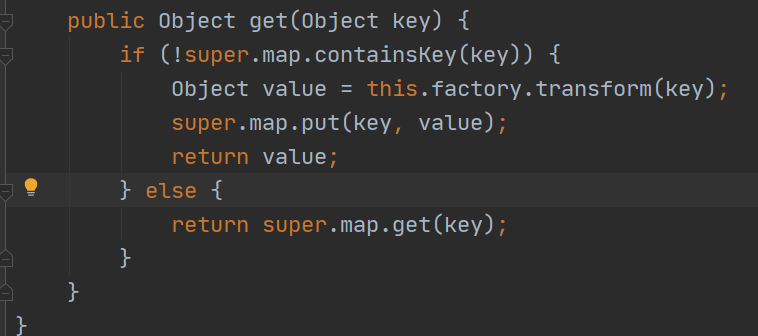 public Object get(Object key) {
if (!super.map.containsKey(key)) {
Object value = this.factory.transform(key);
super.map.put(key, value);
return value;
} else {
return super.map.get(key);
}
}
}